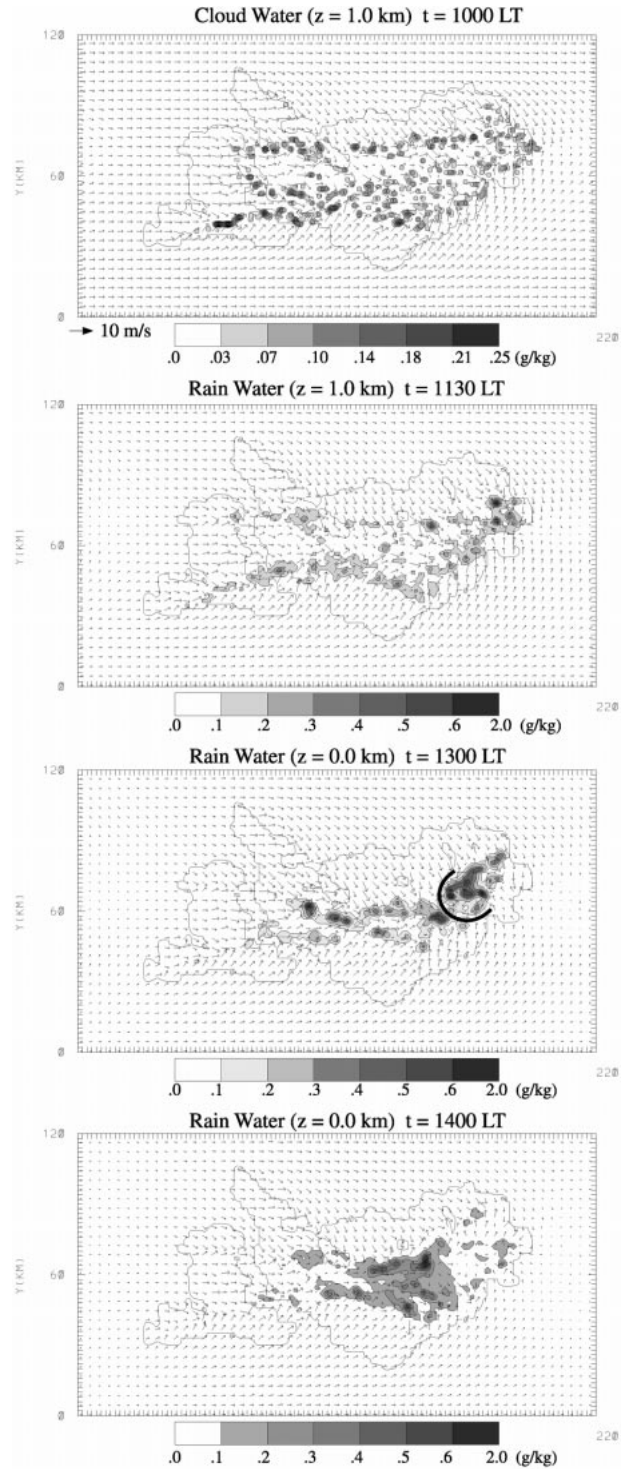 Cloud Water (z = 1.0 km) t = 1000 LT
120
Y(KM)
60
0
10 m/s
220
.0 .03 .07 .10 .14 .18 .21 .25 (g/kg)
Rain Water (z = 1.0 km) t = 1130 LT
120
Y(KM)
60
0
220
.0 .1 .2 .3 .4 .5 .6 2.0 (g/kg)
Rain Water (z = 0.0 km) t = 1300 LT
120
Y(KM)
60
0
220
.0 .1 .2 .3 .4 .5 .6 2.0 (g/kg)
Rain Water (z = 0.0 km) t = 1400 LT
120
Y(KM)
60
0
220
.0 .1 .2 .3 .4 .5 .6 2.0 (g/kg)